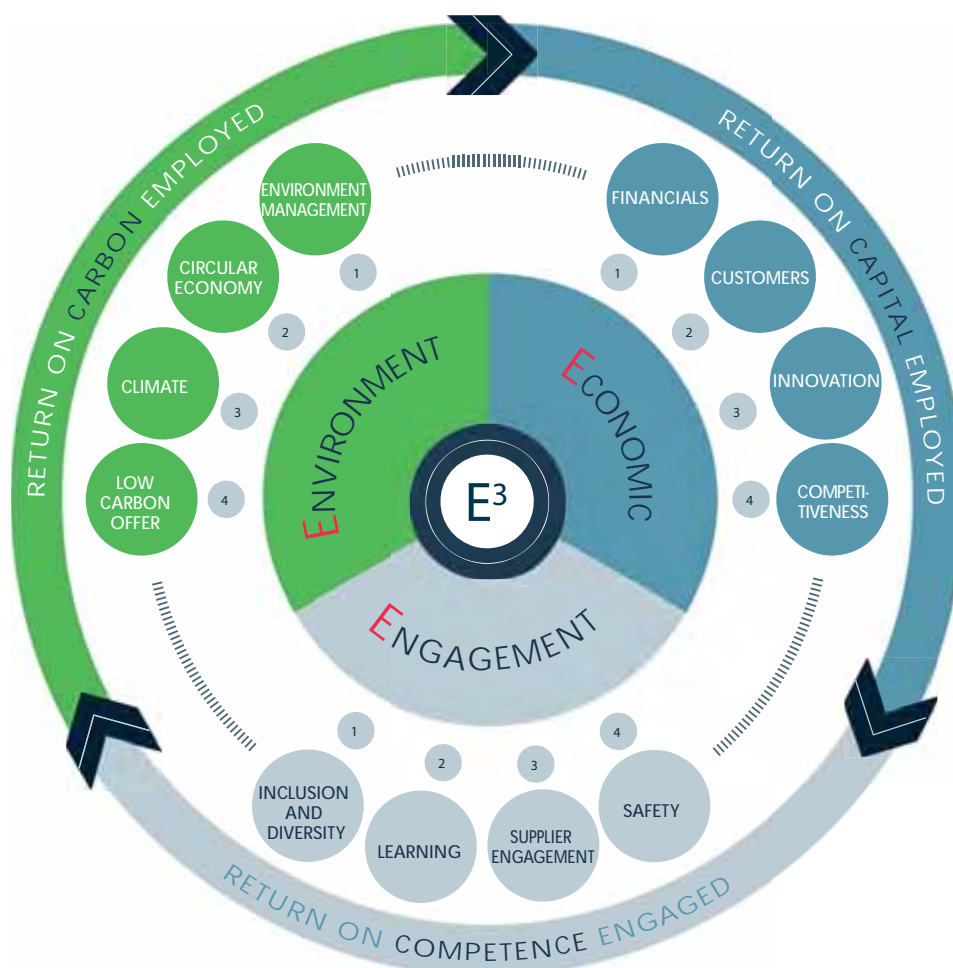 RETURN ON CARBON EMPLOYED
RETURN ON CAPITAL EMPLOYED
RETURN ON COMPETENCE ENGAGED
ENVIRONMENT
MANAGEMENT
1
CIRCULAR
ECONOMY
2
CLIMATE
3
LOW
CARBON
OFFER
4
FINANCIALS
1
CUSTOMERS
2
INNOVATION
3
COMPETI-
TIVENESS
4
ENVIRONMENT
ECONOMIC
E³
ENGAGEMENT
1
INCLUSION
AND
DIVERSITY
2
LEARNING
3
SUPPLIER
ENGAGEMENT
4
SAFETY